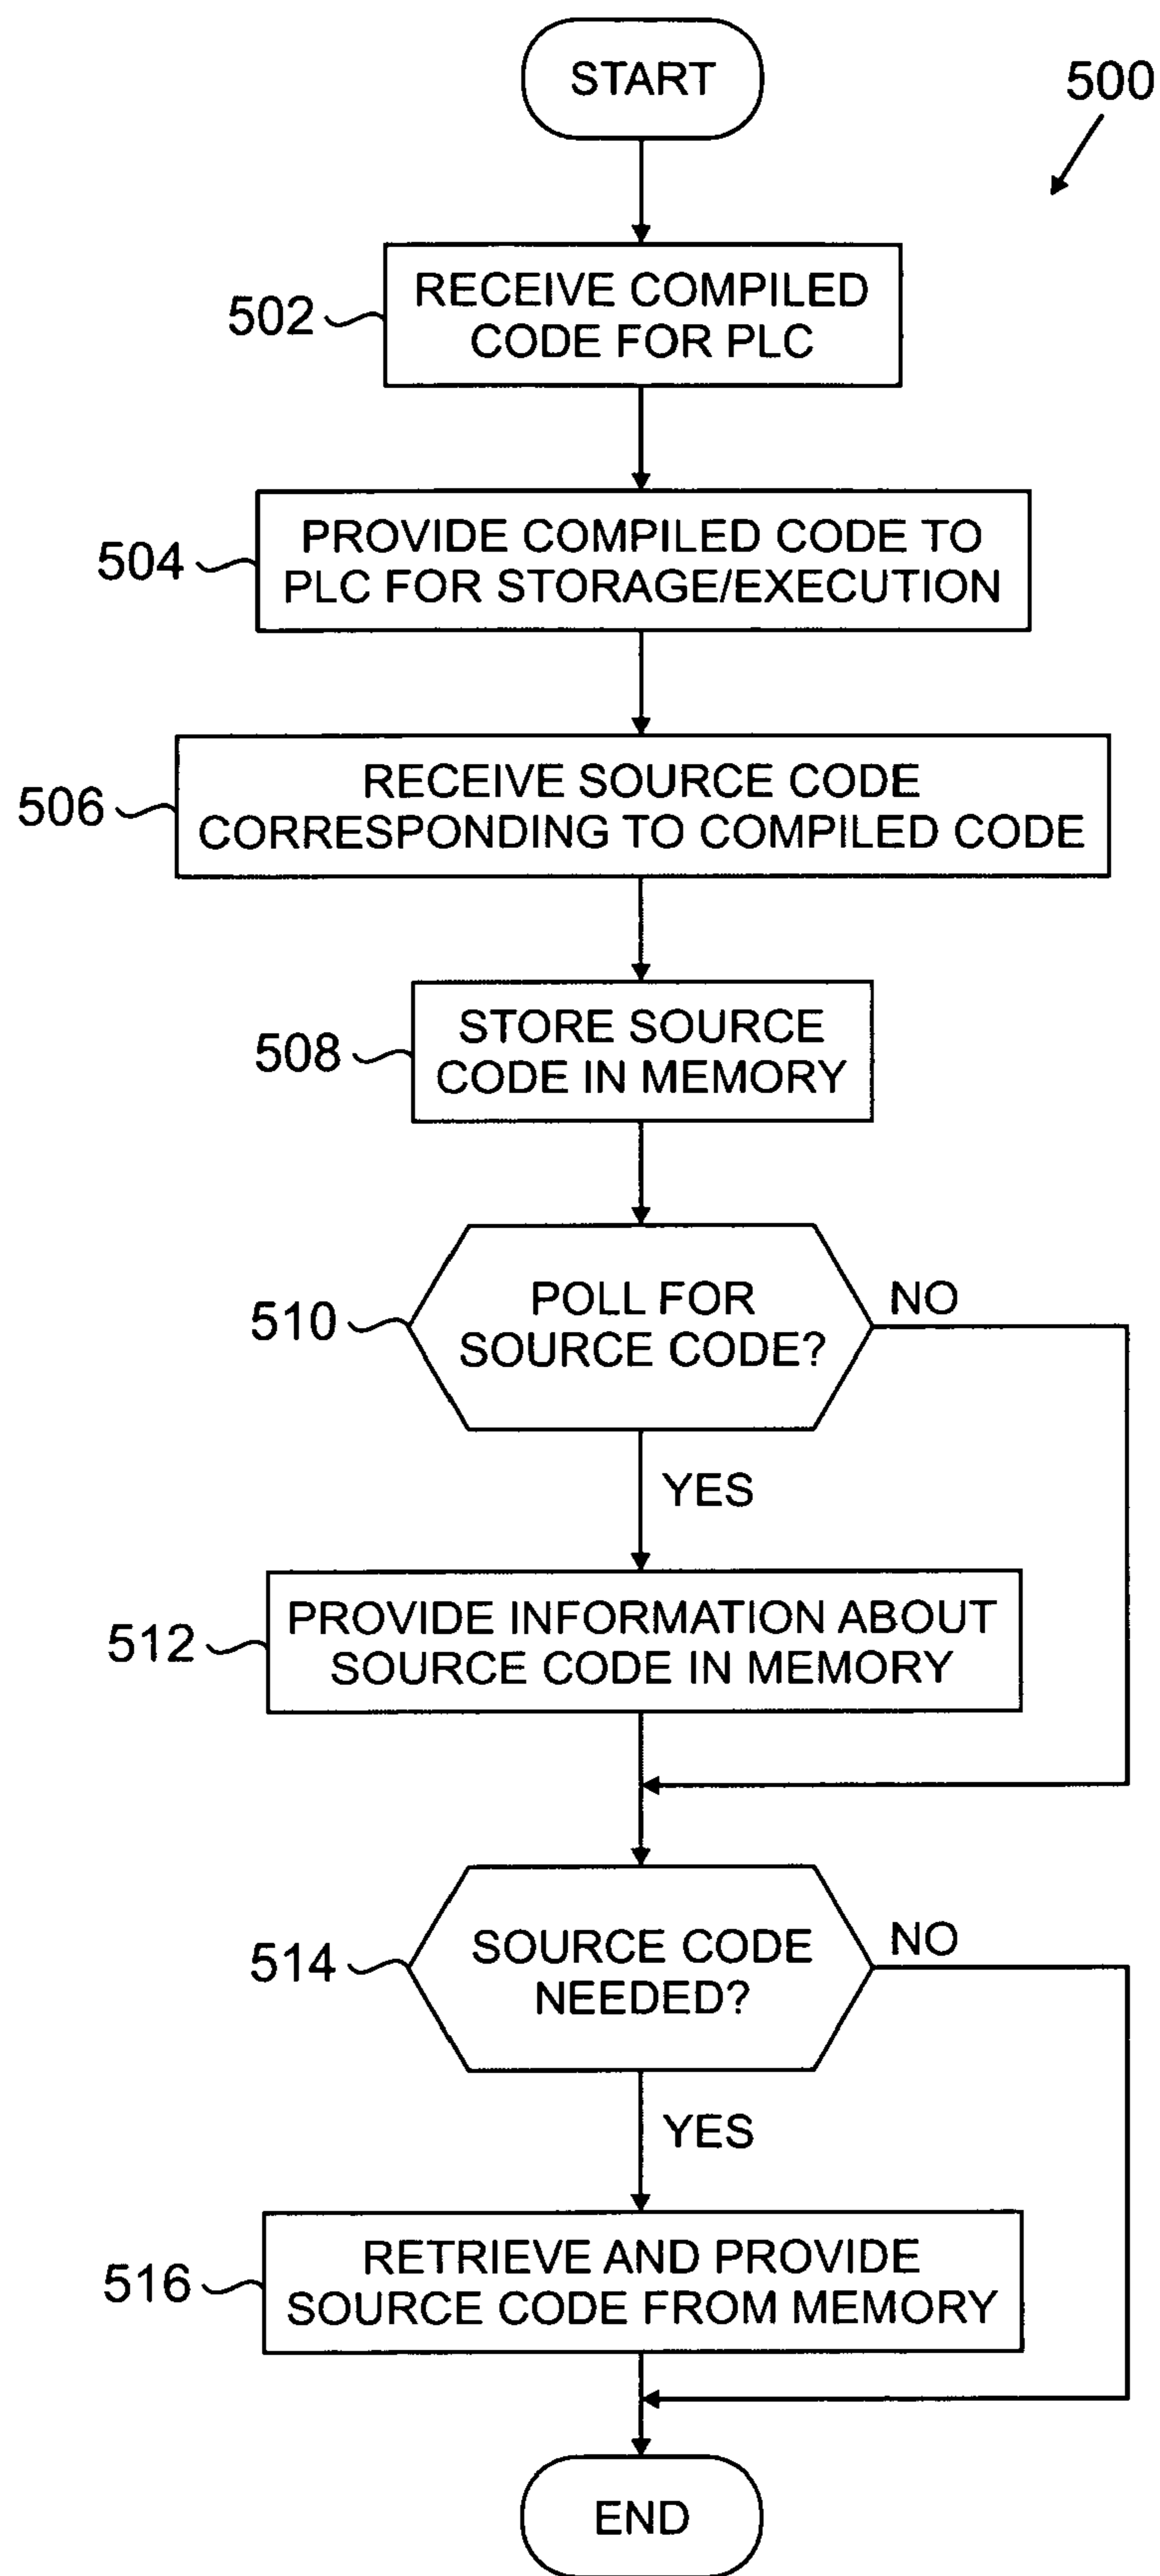 START
500
502
RECEIVE COMPILED
CODE FOR PLC
504
PROVIDE COMPILED CODE TO
PLC FOR STORAGE/EXECUTION
506
RECEIVE SOURCE CODE
CORRESPONDING TO COMPILED CODE
508
STORE SOURCE
CODE IN MEMORY
510
POLL FOR
SOURCE CODE?
NO
YES
512
PROVIDE INFORMATION ABOUT
SOURCE CODE IN MEMORY
514
SOURCE CODE
NEEDED?
NO
YES
516
RETRIEVE AND PROVIDE
SOURCE CODE FROM MEMORY
END